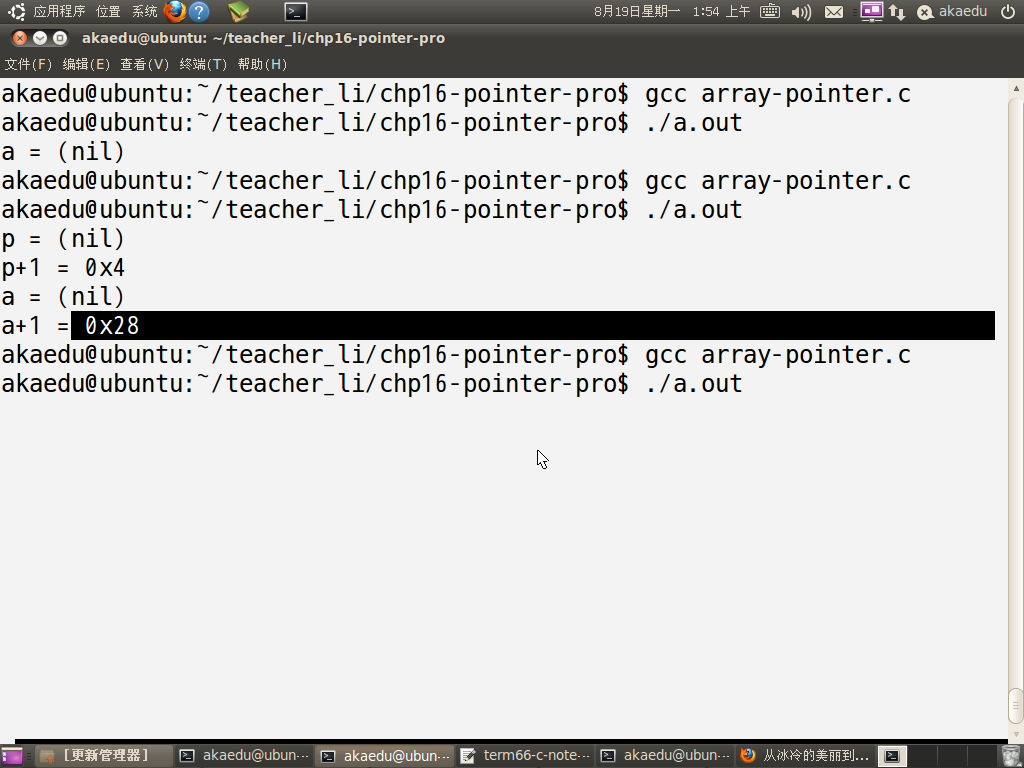 应用程序 位置 系统 8月19日星期一 1:54 上午 akaedu
akaedu@ubuntu: ~/teacher_li/chp16-pointer-pro
文件(F) 编辑(E) 查看(V) 终端(T) 帮助(H)
akaedu@ubuntu:~/teacher_li/chp16-pointer-pro$ gcc array-pointer.c
akaedu@ubuntu:~/teacher_li/chp16-pointer-pro$ ./a.out
a = (nil)
akaedu@ubuntu:~/teacher_li/chp16-pointer-pro$ gcc array-pointer.c
akaedu@ubuntu:~/teacher_li/chp16-pointer-pro$ ./a.out
p = (nil)
p+1 = 0x4
a = (nil)
a+1 = 0x28
akaedu@ubuntu:~/teacher_li/chp16-pointer-pro$ gcc array-pointer.c
akaedu@ubuntu:~/teacher_li/chp16-pointer-pro$ ./a.out
[更新管理器] akaedu@ubun... akaedu@ubun... term66-c-note... akaedu@ubun... 从冰冷的美丽到...